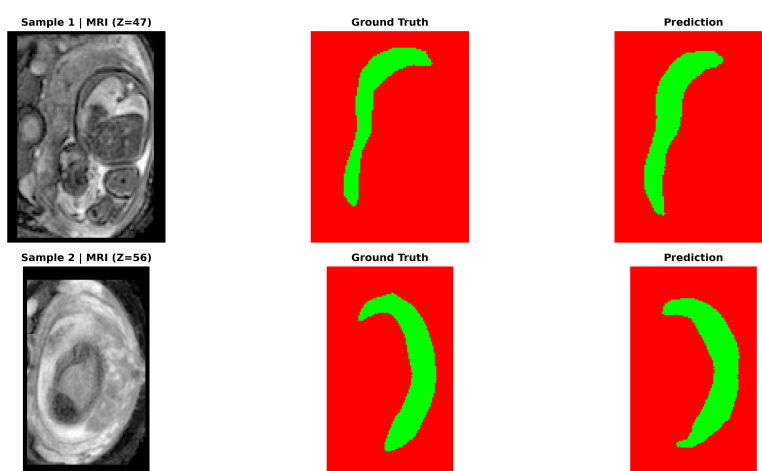 Sample 1 | MRI (Z=47)
Ground Truth
Prediction
Sample 2 | MRI (Z=56)
Ground Truth
Prediction